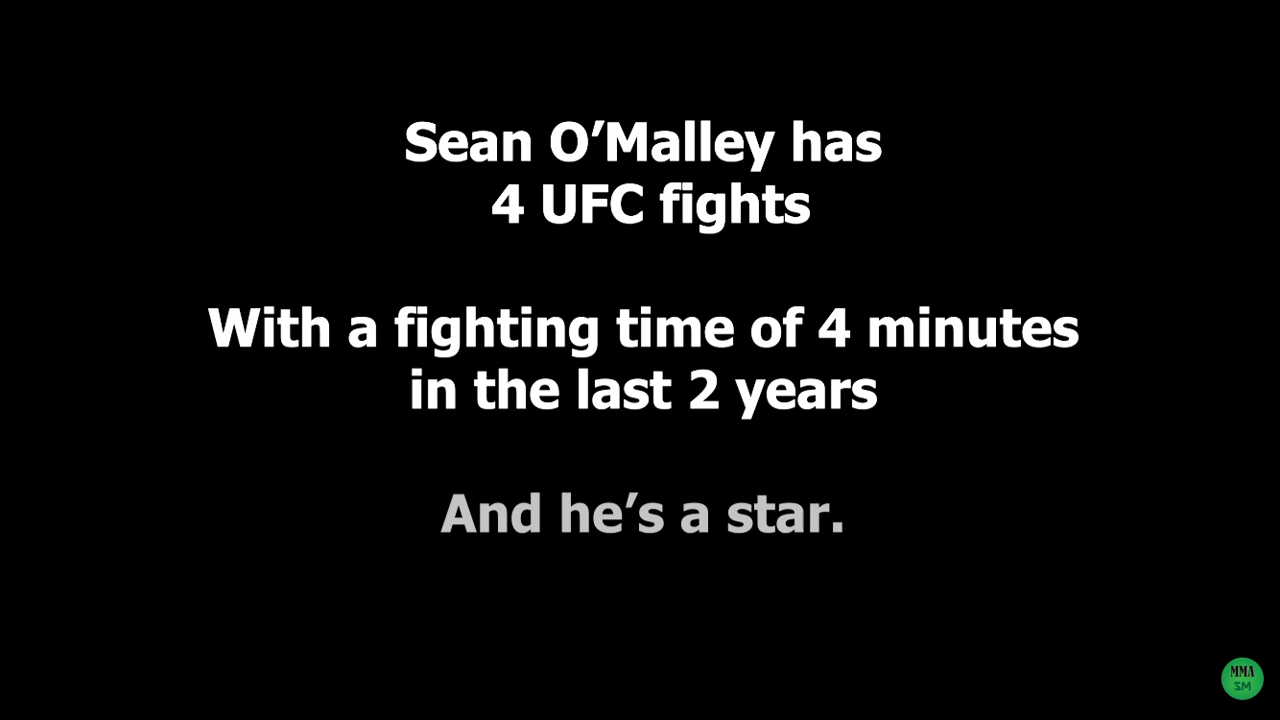 Sean O’Malley has
4 UFC fights
With a fighting time of 4 minutes
in the last 2 years
And he’s a star.
MMA
SM